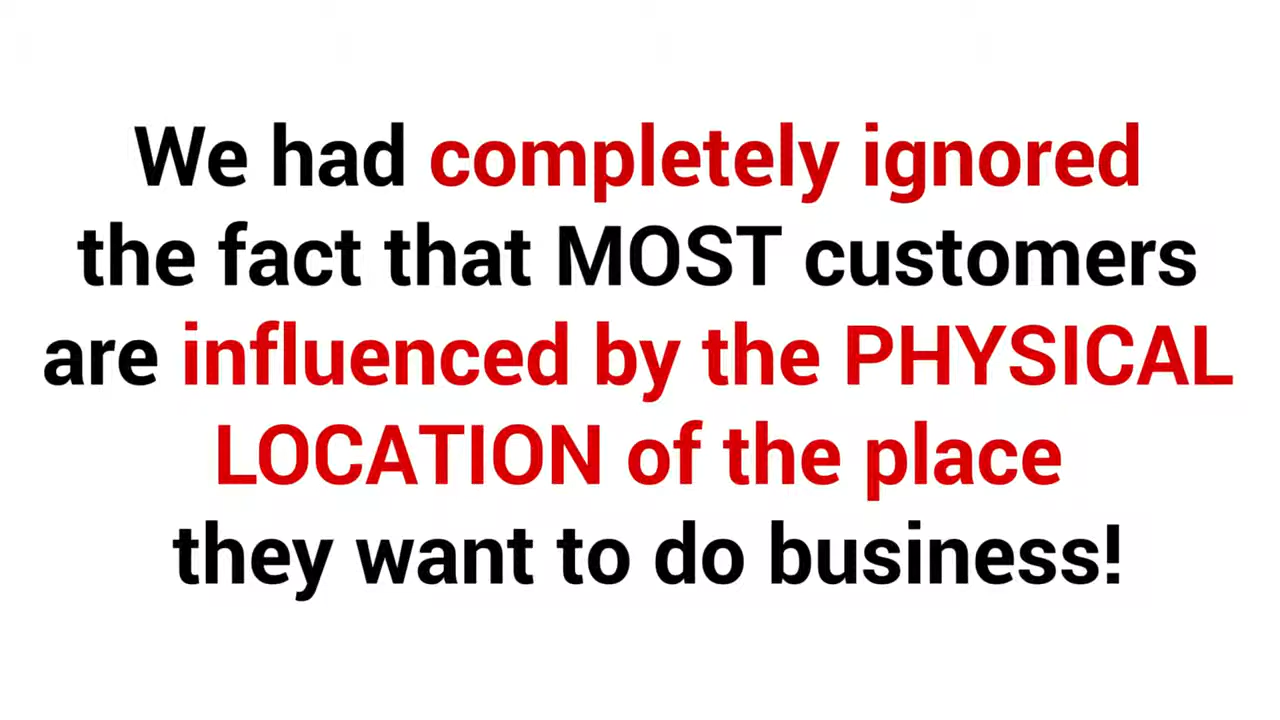 We had completely ignored
the fact that MOST customers
are influenced by the PHYSICAL
LOCATION of the place
they want to do business!